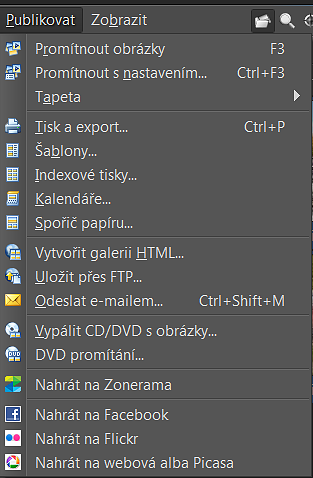 Publikovat Zobrazit
Promítnout obrázky F3
Promítnout s nastavením... Ctrl+F3
Tapeta
Tisk a export... Ctrl+P
Šablony...
Indexové tisky...
Kalendáře...
Spořič papíru...
Vytvořit galerii HTML...
Uložit přes FTP...
Odeslat e-mailem... Ctrl+Shift+M
Vypálit CD/DVD s obrázky...
DVD promítání...
Nahrát na Zonerama
Nahrát na Facebook
Nahrát na Flickr
Nahrát na webová alba Picasa